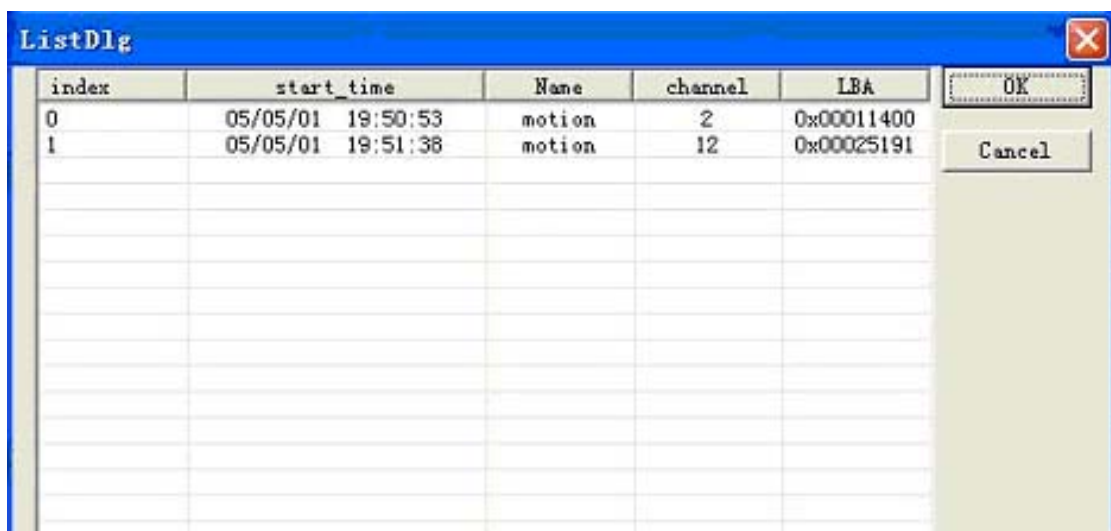 ListDlg
index start_time Name channel LBA OK
0 05/05/01 19:50:53 motion 2 0x00011400
1 05/05/01 19:51:38 motion 12 0x00025191
Cancel